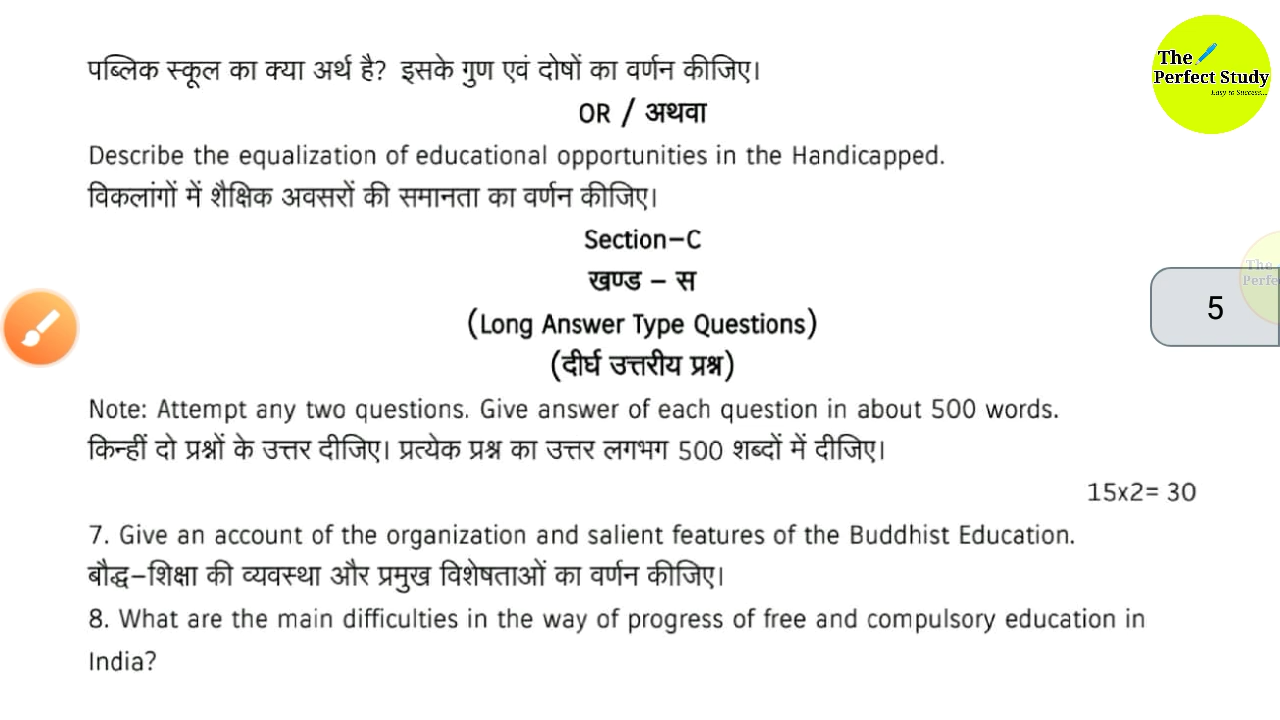 पब्लिक स्कूल का क्या अर्थ है? इसके गुण एवं दोषों का वर्णन कीजिए।
OR / अथवा
Describe the equalization of educational opportunities in the Handicapped.
विकलांगों में शैक्षिक अवसरों की समानता का वर्णन कीजिए।
Section–C
खण्ड – स
(Long Answer Type Questions)
(दीर्घ उत्तरीय प्रश्न)
Note: Attempt any two questions. Give answer of each question in about 500 words.
किन्हीं दो प्रश्नों के उत्तर दीजिए। प्रत्येक प्रश्न का उत्तर लगभग 500 शब्दों में दीजिए।
15x2= 30
7. Give an account of the organization and salient features of the Buddhist Education.
बौद्ध–शिक्षा की व्यवस्था और प्रमुख विशेषताओं का वर्णन कीजिए।
8. What are the main difficulties in the way of progress of free and compulsory education in
India?
The
Perfect Study
Easy to Success...
The
5